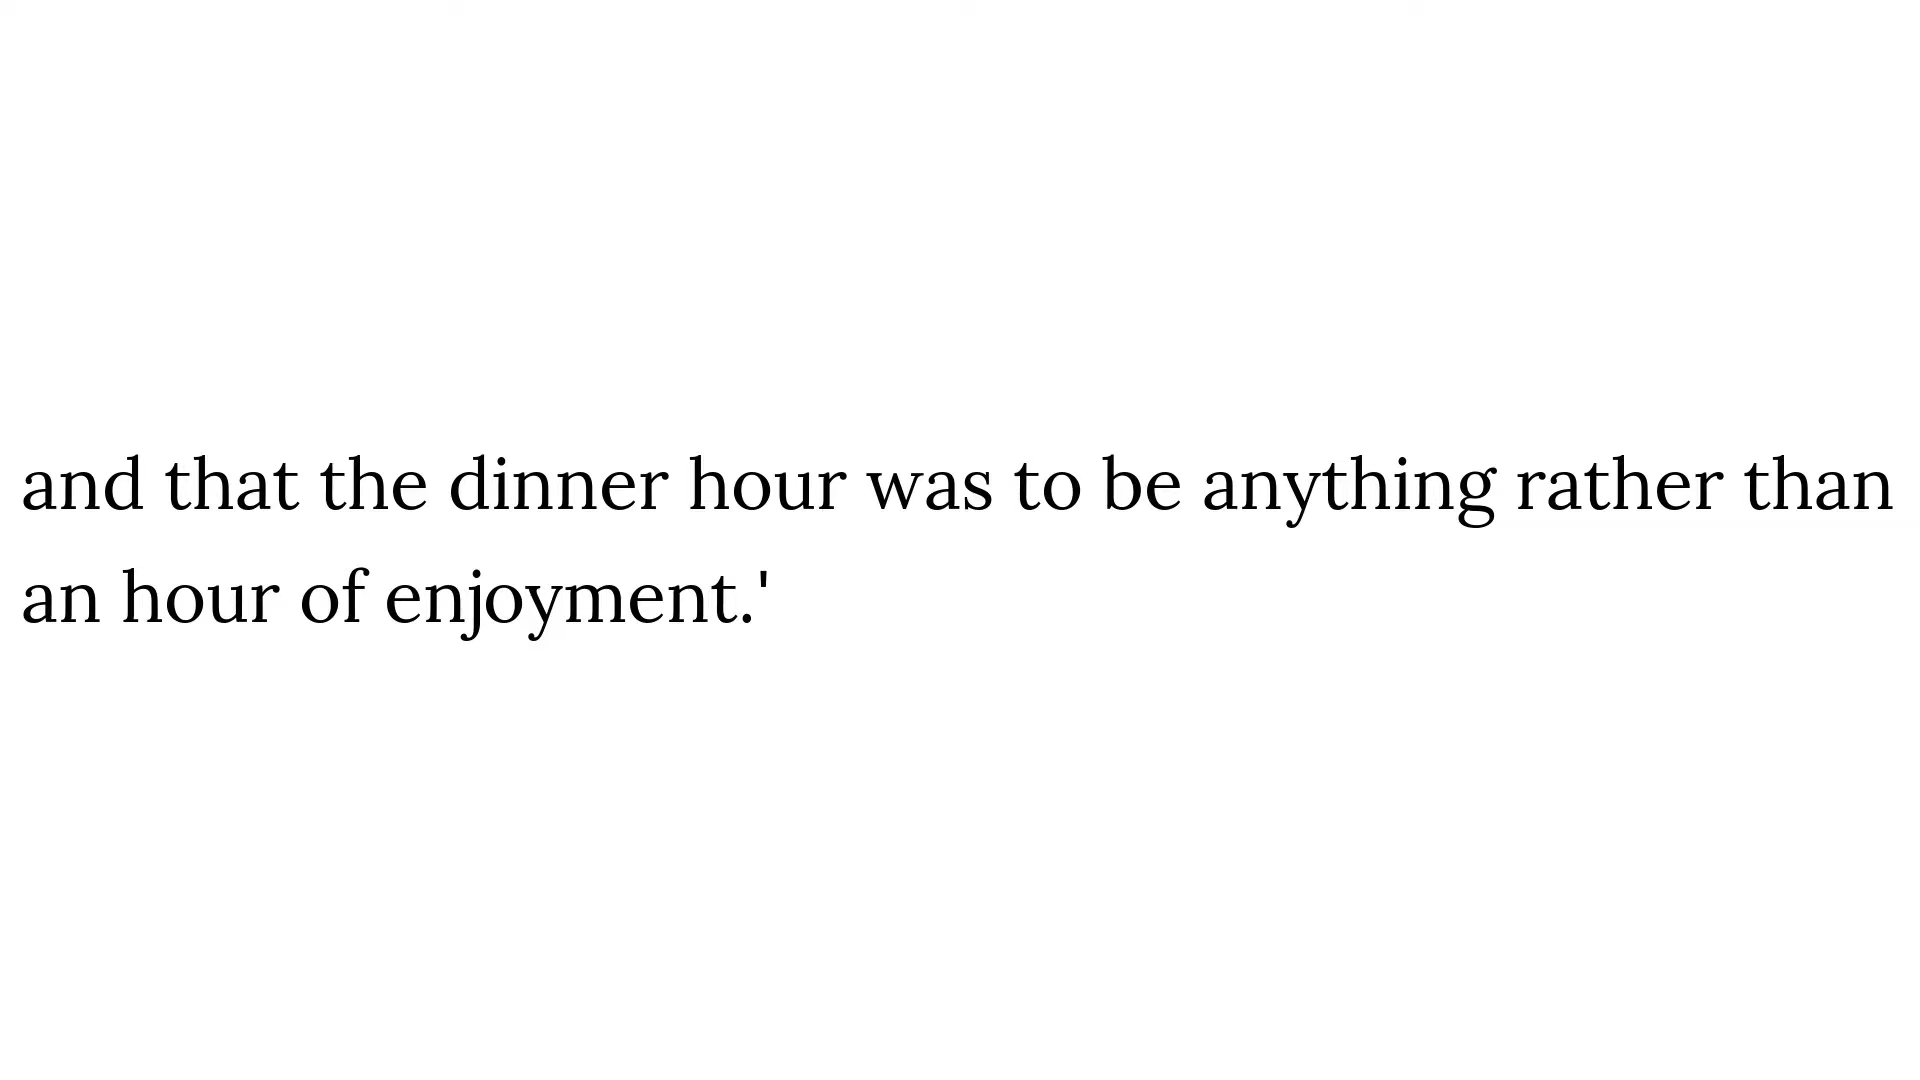 and that the dinner hour was to be anything rather than
an hour of enjoyment.'